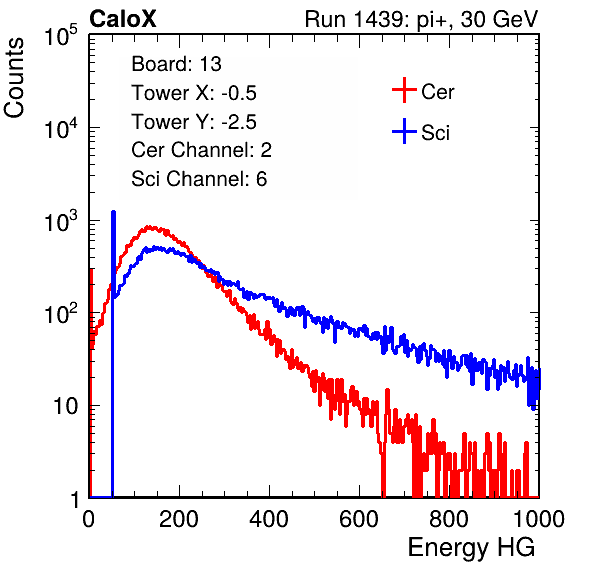 CaloX Run 1439: pi+, 30 GeV
Counts
Board: 13
Tower X: -0.5
Tower Y: -2.5
Cer Channel: 2
Sci Channel: 6
Cer
Sci
10^5
10^4
10^3
10^2
10
1
0 200 400 600 800 1000
Energy HG